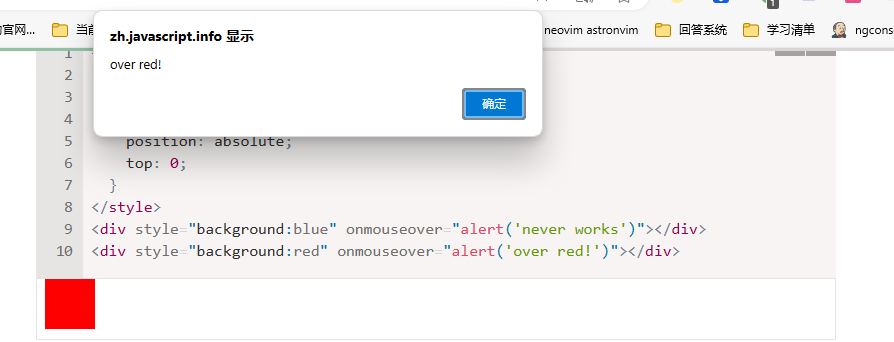 官网...
当前
neovim astronvim
回答系统
学习清单
ngcons
1
zh.javascript.info 显示
over red!
确定
1
2
3
4
5 position: absolute;
6 top: 0;
7 }
8 </style>
9 <div style="background:blue" onmouseover="alert('never works')"></div>
10 <div style="background:red" onmouseover="alert('over red!')"></div>